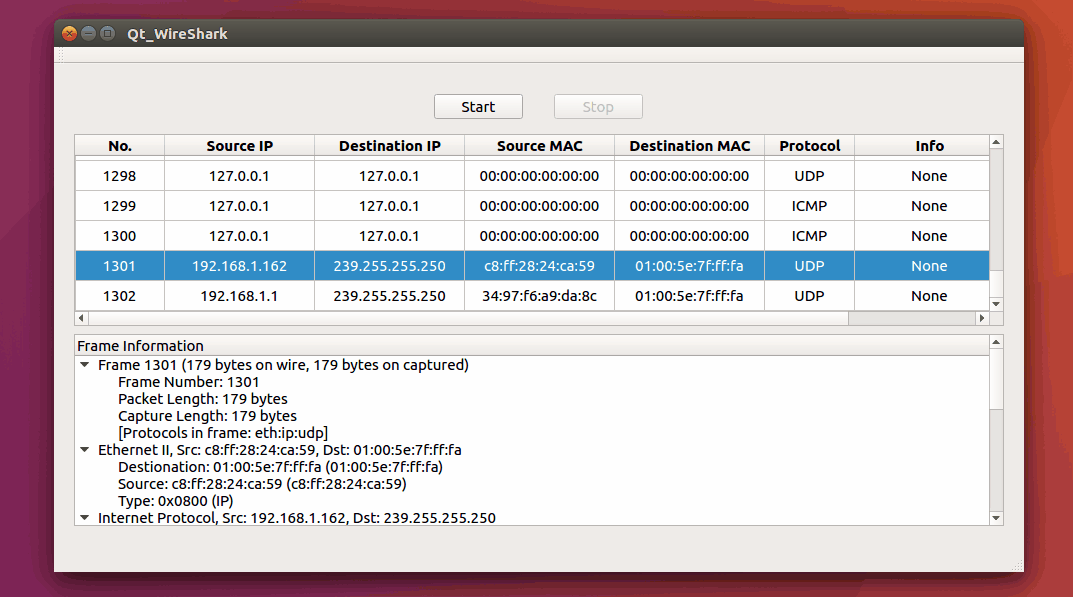 Qt_WireShark
Start Stop
No. Source IP Destination IP Source MAC Destination MAC Protocol Info
1298 127.0.0.1 127.0.0.1 00:00:00:00:00:00 00:00:00:00:00:00 UDP None
1299 127.0.0.1 127.0.0.1 00:00:00:00:00:00 00:00:00:00:00:00 ICMP None
1300 127.0.0.1 127.0.0.1 00:00:00:00:00:00 00:00:00:00:00:00 ICMP None
1301 192.168.1.162 239.255.255.250 c8:ff:28:24:ca:59 01:00:5e:7f:ff:fa UDP None
1302 192.168.1.1 239.255.255.250 34:97:f6:a9:da:8c 01:00:5e:7f:ff:fa UDP None
Frame Information
Frame 1301 (179 bytes on wire, 179 bytes on captured)
Frame Number: 1301
Packet Length: 179 bytes
Capture Length: 179 bytes
[Protocols in frame: eth:ip:udp]
Ethernet II, Src: c8:ff:28:24:ca:59, Dst: 01:00:5e:7f:ff:fa
Destionation: 01:00:5e:7f:ff:fa (01:00:5e:7f:ff:fa)
Source: c8:ff:28:24:ca:59 (c8:ff:28:24:ca:59)
Type: 0x0800 (IP)
Internet Protocol, Src: 192.168.1.162, Dst: 239.255.255.250